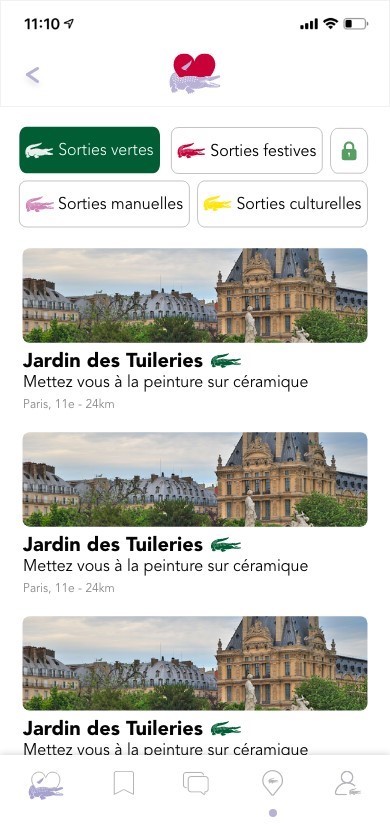 11:10
Sorties vertes
Sorties festives
Sorties manuelles
Sorties culturelles
Jardin des Tuileries
Mettez vous à la peinture sur céramique
Paris, 11e - 24km
Jardin des Tuileries
Mettez vous à la peinture sur céramique
Paris, 11e - 24km
Jardin des Tuileries
Mettez vous à la peinture sur céramique